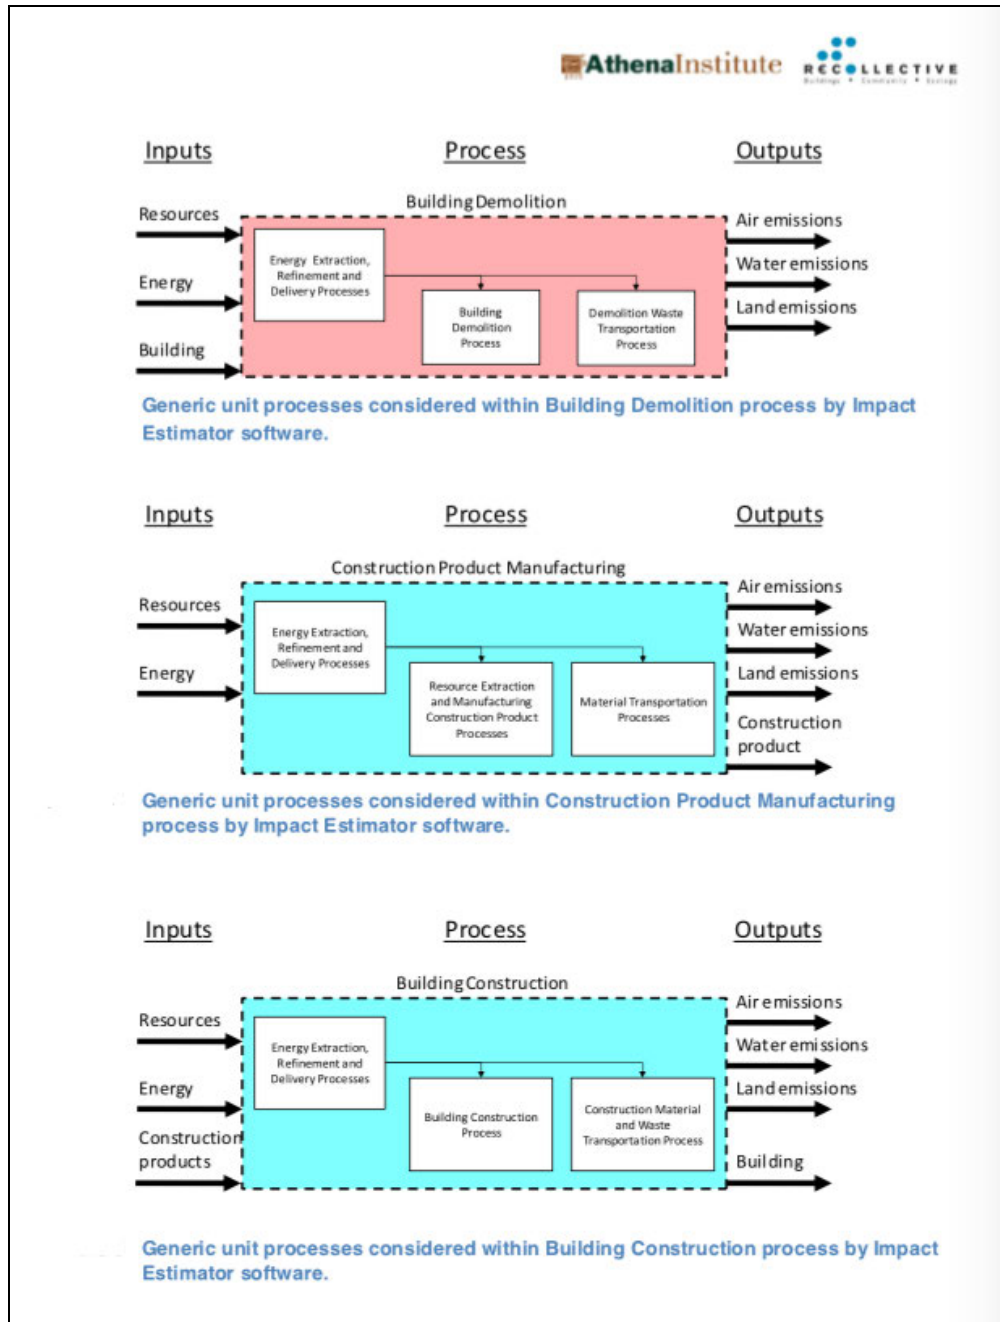 AthenaInstitute
RECOLLECTIVE
Buildings • Community • Ecology
Inputs
Process
Outputs
Building Demolition
Resources
Energy
Building
Energy Extraction,
Refinement and
Delivery Processes
Building
Demolition
Process
Demolition Waste
Transportation
Process
Air emissions
Water emissions
Land emissions
Generic unit processes considered within Building Demolition process by Impact
Estimator software.
Inputs
Process
Outputs
Construction Product Manufacturing
Resources
Energy
Energy Extraction,
Refinement and
Delivery Processes
Resource Extraction
and Manufacturing
Construction Product
Processes
Material Transportation
Processes
Air emissions
Water emissions
Land emissions
Construction
product
Generic unit processes considered within Construction Product Manufacturing
process by Impact Estimator software.
Inputs
Process
Outputs
Building Construction
Resources
Energy
Construction
products
Energy Extraction,
Refinement and
Delivery Processes
Building Construction
Process
Construction Material
and Waste
Transportation Process
Air emissions
Water emissions
Land emissions
Building
Generic unit processes considered within Building Construction process by Impact
Estimator software.